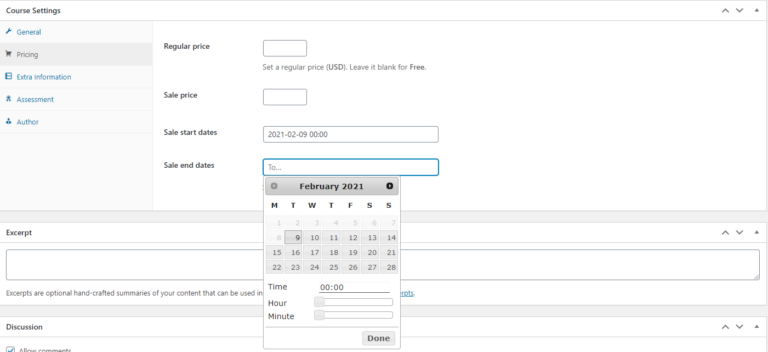 Course Settings
General
Pricing
Extra Information
Assessment
Author
Regular price
Set a regular price (USD). Leave it blank for Free.
Sale price
Sale start dates
2021-02-09 00:00
Sale end dates
To...
February 2021
M T W T F S S
1 2 3 4 5 6 7
8 9 10 11 12 13 14
15 16 17 18 19 20 21
22 23 24 25 26 27 28
Time 00:00
Hour
Minute
Done
Excerpt
Excerpts are optional hand-crafted summaries of your content that can be used in
Discussion
Allow comments